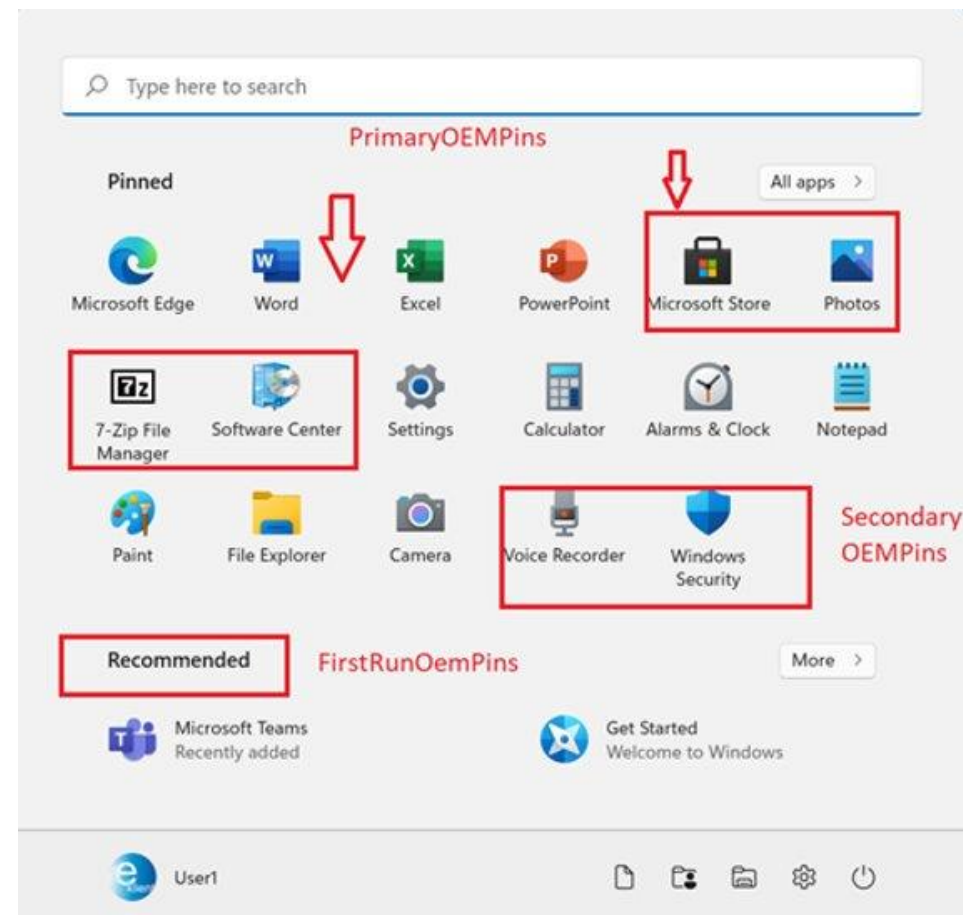 Type here to search
PrimaryOEMPins
Pinned
All apps >
Microsoft Edge
Word
Excel
PowerPoint
Microsoft Store
Photos
7-Zip File
Manager
Software Center
Settings
Calculator
Alarms & Clock
Notepad
Paint
File Explorer
Camera
Voice Recorder
Windows
Security
Secondary
OEMPins
Recommended
FirstRunOemPins
More >
Microsoft Teams
Recently added
Get Started
Welcome to Windows
User1